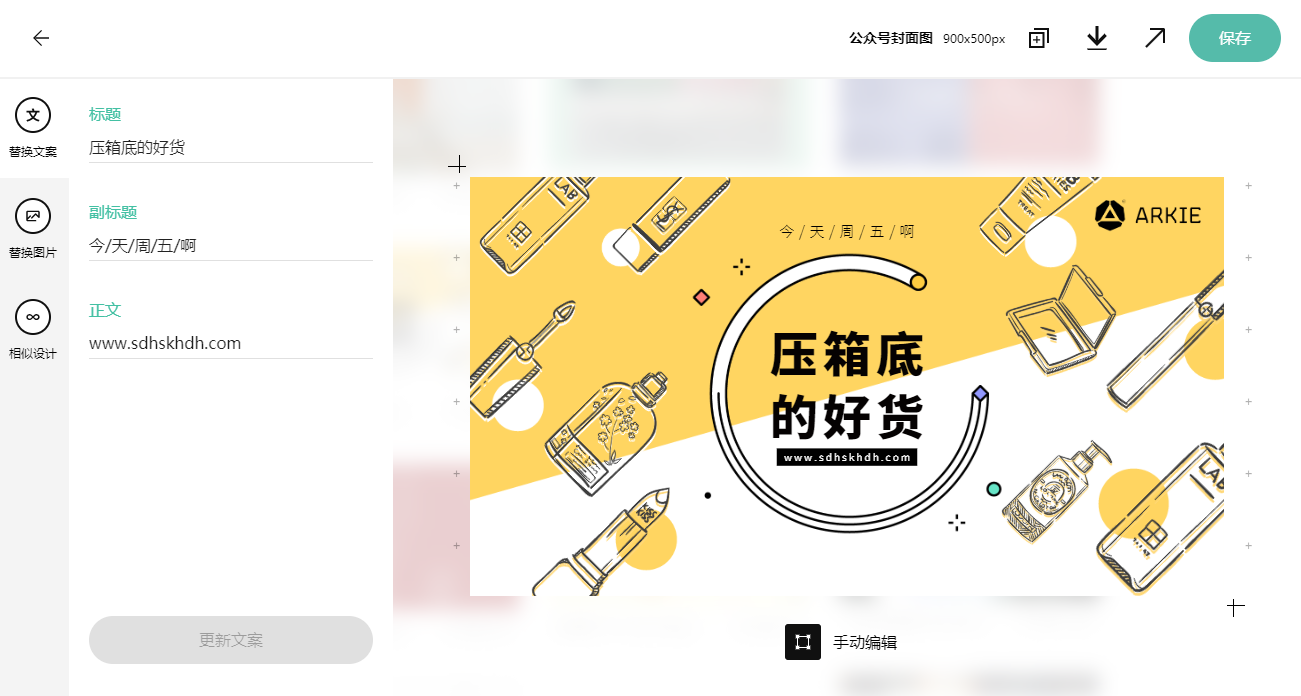 公众号封面图 900x500px
保存
文
替换文案
替换图片
相似设计
标题
压箱底的好货
副标题
今/天/周/五/啊
正文
www.sdhskhdh.com
更新文案
LAB
ARKIE
今/天/周/五/啊
压箱底
的好货
www.sdhskhdh.com
LAB
手动编辑